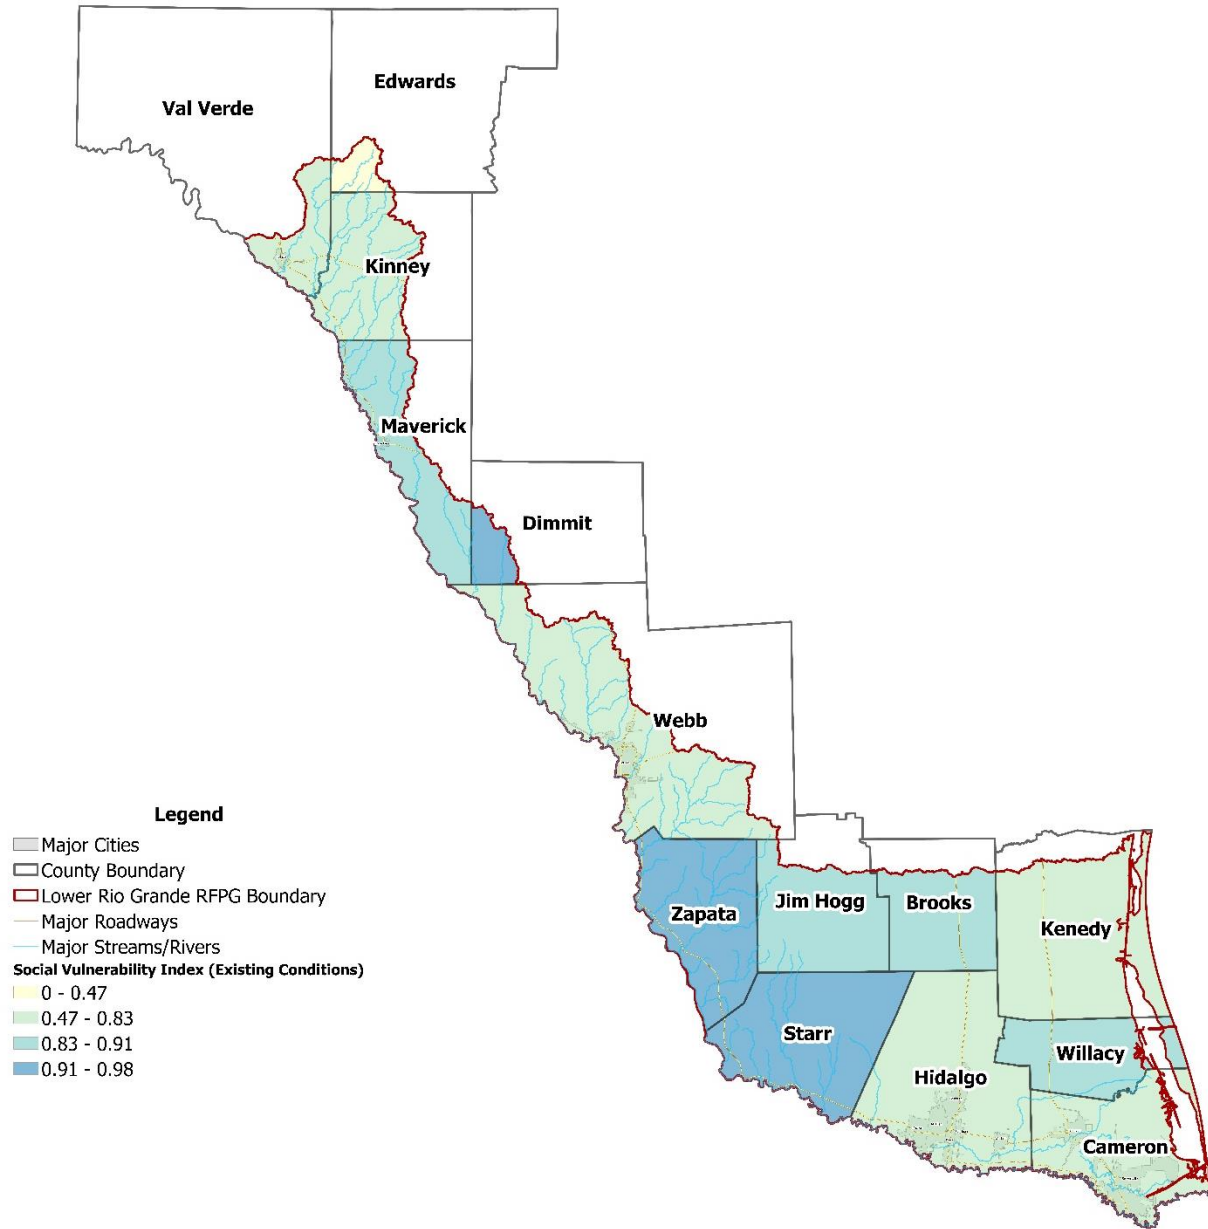 Edwards
Val Verde
Kinney
Maverick
Dimmit
Webb
Legend
Major Cities
County Boundary
Lower Rio Grande RFPG Boundary
Major Roadways
Major Streams/Rivers
Social Vulnerability Index (Existing Conditions)
0 - 0.47
0.47 - 0.83
0.83 - 0.91
0.91 - 0.98
Zapata
Jim Hogg
Brooks
Kenedy
Starr
Willacy
Hidalgo
Cameron